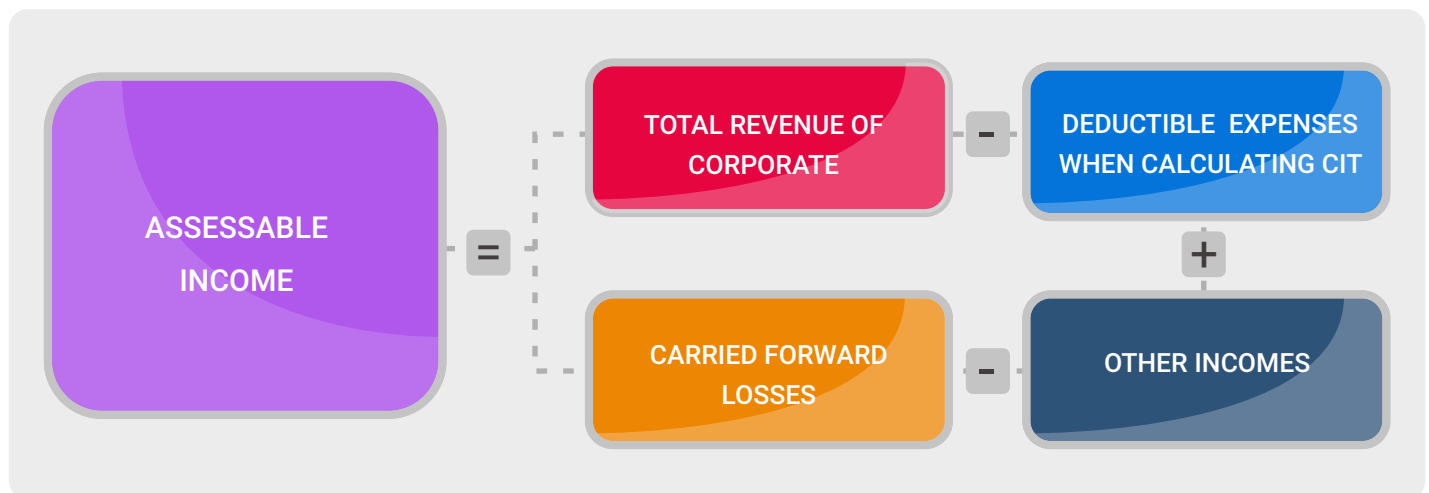 ASSESSABLE
INCOME
=
TOTAL REVENUE OF
CORPORATE
-
DEDUCTIBLE  EXPENSES
WHEN CALCULATING CIT
+
CARRIED FORWARD
LOSSES
-
OTHER INCOMES